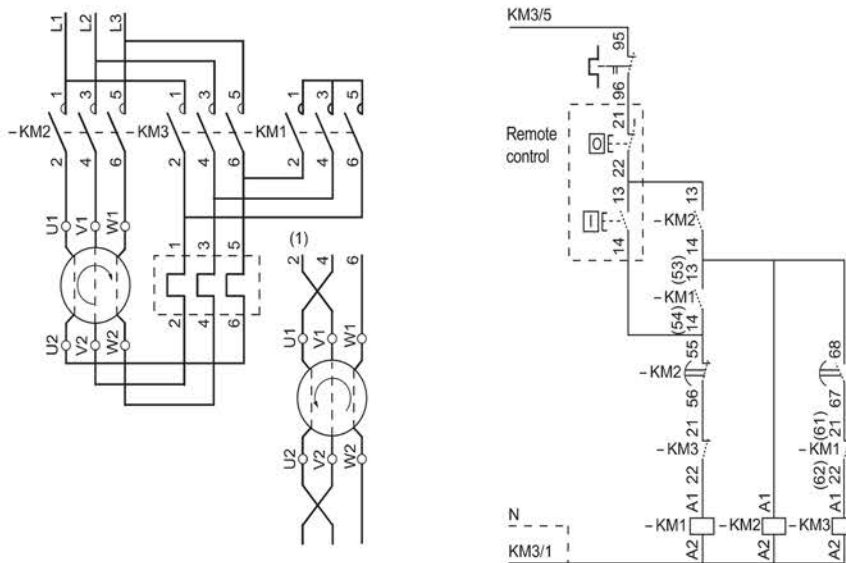 L1 L2 L3
1 3 5 1 3 5 1 3 5
-KM2 -KM3 -KM1
2 4 6 2 4 6 2 4 6
U1 V1 W1
1 3 5
(1)
2 4 6
2 4 6
U1 V1 W1
U2 V2 W2
U2 V2 W2
KM3/5
95
96
Remote
control
21
O
22
13
I
14
13
-KM2
14
(53) 13
-KM1
(54) 14
55
-KM2
56
21
-KM3
22
68
67
(61) 21
-KM1
(62) 22
A1 A1 A1
-KM1 -KM2 -KM3
A2 A2 A2
N
KM3/1